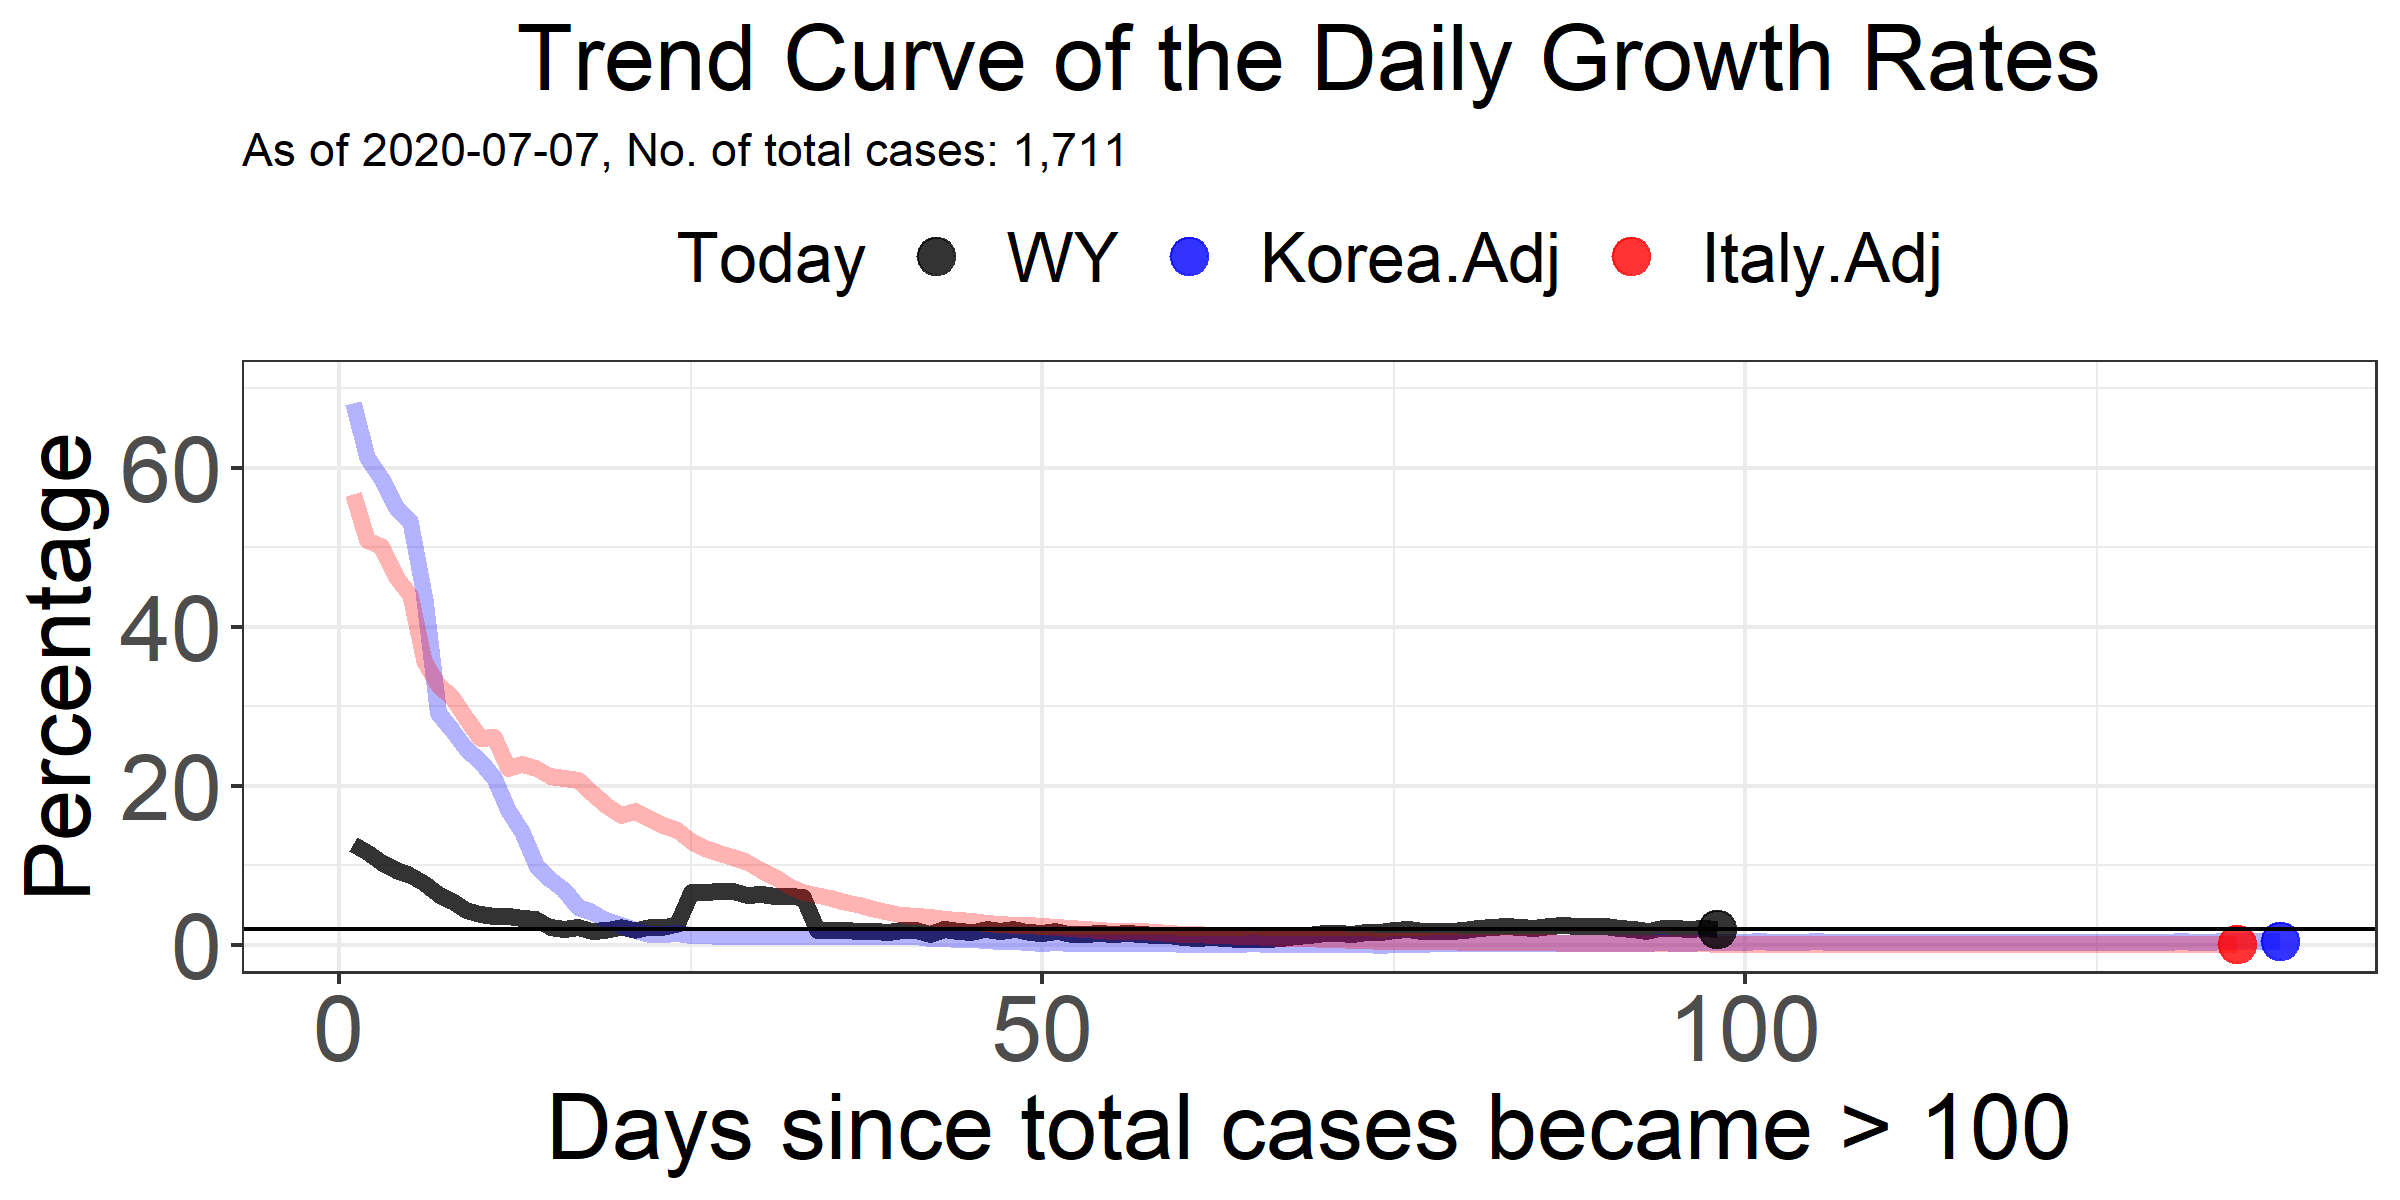 Trend Curve of the Daily Growth Rates
As of 2020-07-07, No. of total cases: 1,711
Today WY Korea.Adj Italy.Adj
Percentage
60
40
20
0
0 50 100
Days since total cases became > 100